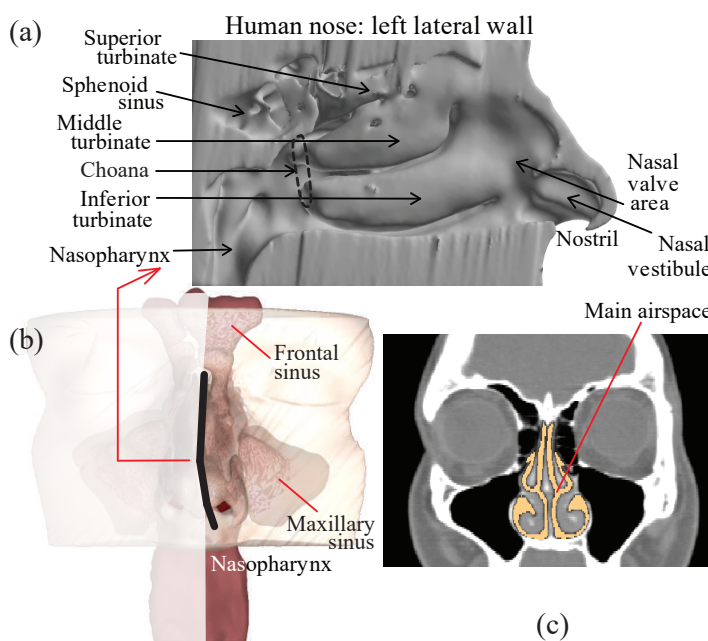 (a)
Human nose: left lateral wall
Superior
turbinate
Sphenoid
sinus
Middle
turbinate
Choana
Inferior
turbinate
Nasopharynx
Nasal
valve
area
Nostril
Nasal
vestibule
Main airspace
(b)
Frontal
sinus
Maxillary
sinus
Nasopharynx
(c)